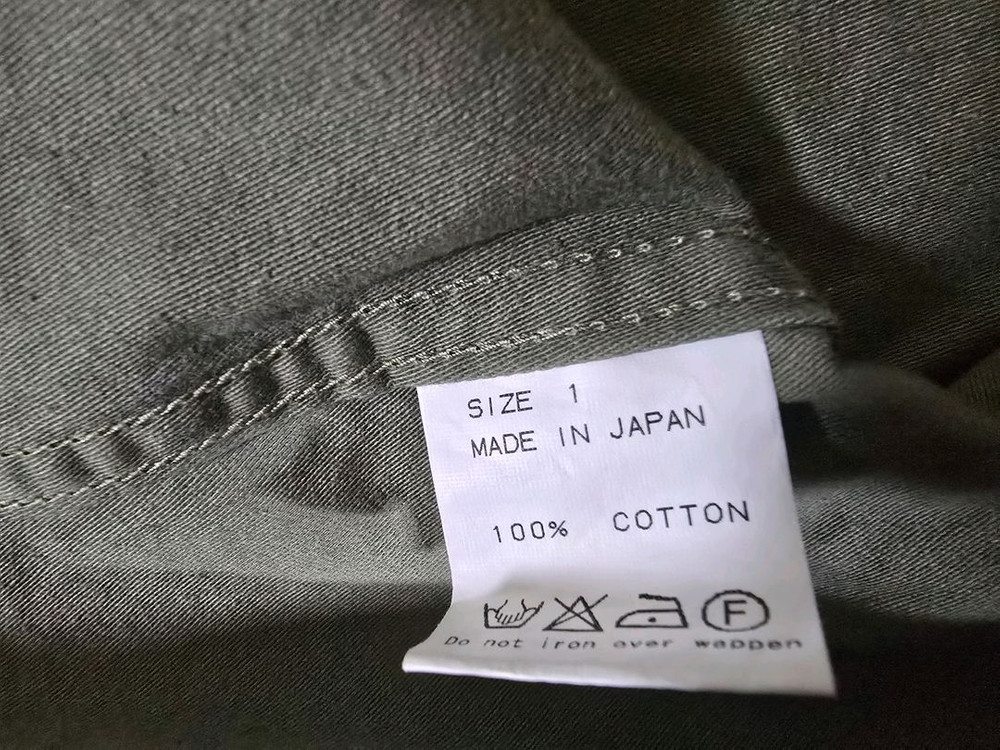 SIZE 1
MADE IN JAPAN
100% COTTON
F
Do not iron over wappen